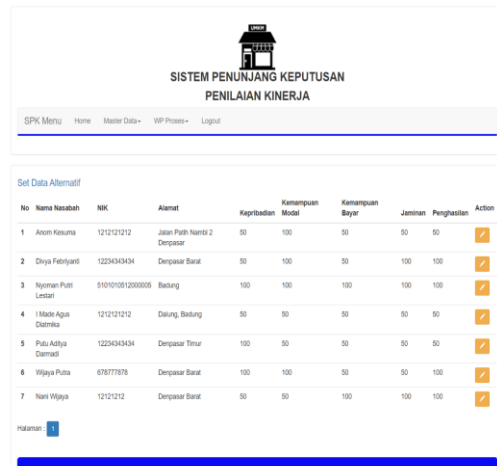 UMKM
SISTEM PENUNJANG KEPUTUSAN
PENILAIAN KINERJA
SPK Menu Home Master Data WP Proses Logout
Set Data Alternatif
No Nama Nasabah NIK Alamat Kepribadian Kemampuan Modal Kemampuan Bayar Jaminan Penghasilan Action
1 Anom Kesuma 1212121212 Jalan Patih Nambi 2 Denpasar 50 100 50 50 50
2 Divya Febriyanti 12234343434 Denpasar Barat 50 100 50 100 100
3 Nyoman Putri Lestari 5101010512000005 Badung 100 100 100 100 100
4 I Made Agus Diatmika 1212121212 Dalung, Badung 50 50 50 50 50
5 Putu Aditya Darmadi 12234343434 Denpasar Timur 100 50 50 50 50
6 Wijaya Putra 678777878 Denpasar Barat 100 100 50 50 100
7 Nani Wijaya 12121212 Denpasar Barat 50 50 100 100 100
Halaman : 1